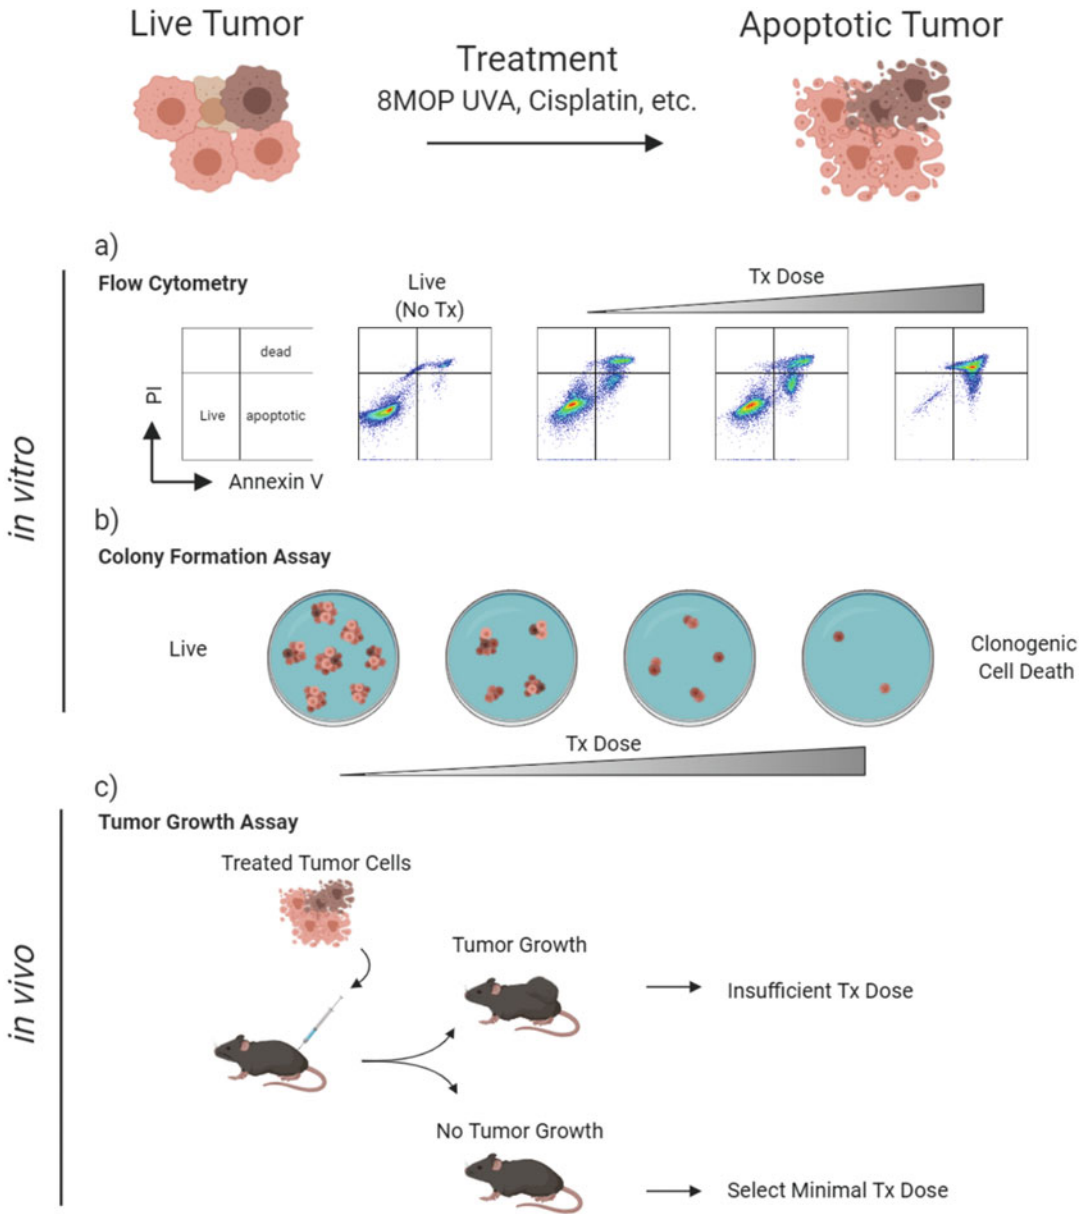 Live Tumor
Treatment
8MOP UVA, Cisplatin, etc.
Apoptotic Tumor
in vitro
a)
Flow Cytometry
Live
(No Tx)
Tx Dose
dead
Live
apoptotic
PI
Annexin V
b)
Colony Formation Assay
Live
Clonogenic
Cell Death
Tx Dose
in vivo
c)
Tumor Growth Assay
Treated Tumor Cells
Tumor Growth
Insufficient Tx Dose
No Tumor Growth
Select Minimal Tx Dose